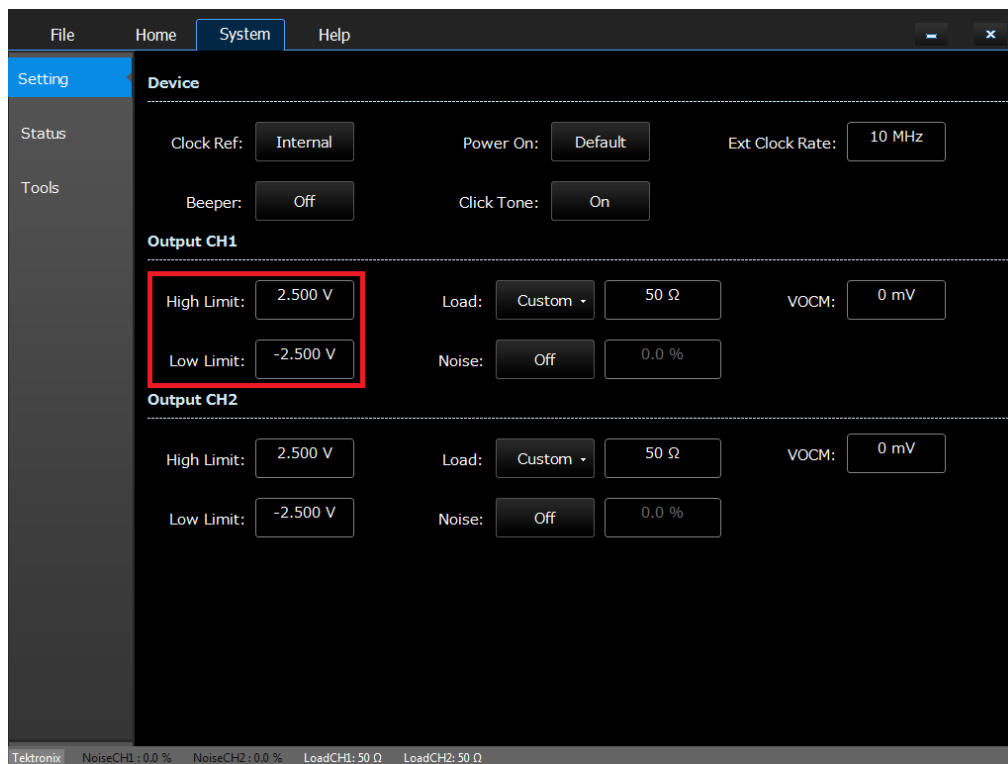 File Home System Help
Setting
Status
Tools
Device
Clock Ref: Internal Power On: Default Ext Clock Rate: 10 MHz
Beeper: Off Click Tone: On
Output CH1
High Limit: 2.500 V Load: Custom 50 Ω VOCM: 0 mV
Low Limit: -2.500 V Noise: Off 0.0 %
Output CH2
High Limit: 2.500 V Load: Custom 50 Ω VOCM: 0 mV
Low Limit: -2.500 V Noise: Off 0.0 %
Tektronix NoiseCH1 : 0.0 % NoiseCH2 : 0.0 % LoadCH1: 50 Ω LoadCH2: 50 Ω